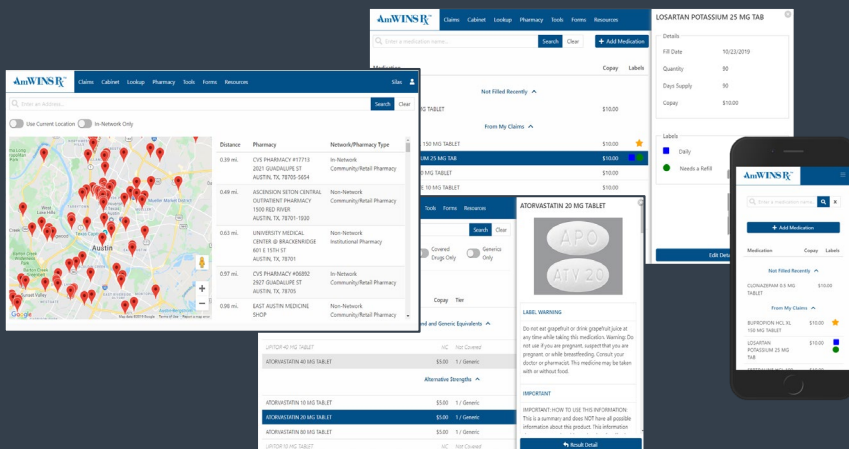 AmWINS Rx Claims Cabinet Lookup Pharmacy Tools Forms Resources Silas
Enter an Address... Search Clear
Use Current Location In-Network Only
Distance Pharmacy Network/Pharmacy Type
0.39 mi. CVS PHARMACY #17713 In-Network
2021 GUADALUPE ST Community/Retail Pharmacy
AUSTIN, TX, 78705-5654
0.49 mi. ASCENSION SETON CENTRAL Non-Network
OUTPATIENT PHARMACY Community/Retail Pharmacy
1500 RED RIVER
AUSTIN, TX, 78701-1930
0.63 mi. UNIVERSITY MEDICAL Non-Network
CENTER @ BRACKENRIDGE Institutional Pharmacy
601 E 15TH ST
AUSTIN, TX, 78701
0.97 mi. CVS PHARMACY #06892 In-Network
2927 GUADALUPE ST Community/Retail Pharmacy
AUSTIN, TX, 78705
0.98 mi. EAST AUSTIN MEDICINE Non-Network
SHOP Community/Retail Pharmacy
West
Lake Hills
Austin
Sunset Valley
Google
AmWINS Rx Claims Cabinet Lookup Pharmacy Tools Forms Resources
Enter a medication name... Search Clear + Add Medication
Medication Copay Labels
Not Filled Recently
MG TABLET $10.00
From My Claims
150 MG TABLET $10.00
UM 25 MG TAB $10.00
0 MG TABLET $10.00
E 10 MG TABLET $10.00
LOSARTAN POTASSIUM 25 MG TAB
Details
Fill Date 10/23/2019
Quantity 90
Days Supply 90
Copay $10.00
Labels
Daily
Needs a Refill
Edit Deta
Tools Forms Resources
Search Clear
Covered Drugs Only Generics Only
Copay Tier
nd and Generic Equivalents
LIPITOR 40 MG TABLET NC Not Covered
ATORVASTATIN 40 MG TABLET $5.00 1 / Generic
Alternative Strengths
ATORVASTATIN 10 MG TABLET $5.00 1 / Generic
ATORVASTATIN 20 MG TABLET $5.00 1 / Generic
ATORVASTATIN 80 MG TABLET $5.00 1 / Generic
LIPITOR 10 MG TABLET NC Not Covered
ATORVASTATIN 20 MG TABLET
APO
ATV 20
LABEL WARNING
Do not eat grapefruit or drink grapefruit juice at
any time while taking this medication. Warning: Do
not use if you are pregnant, suspect that you are
pregnant, or while breastfeeding. Consult your
doctor or pharmacist. This medicine may be taken
with or without food.
IMPORTANT
IMPORTANT: HOW TO USE THIS INFORMATION:
This is a summary and does NOT have all possible
information about this product. This information
Result Detail
AmWINS Rx
Enter a medication name... X
+ Add Medication
Medication Copay Labels
Not Filled Recently
CLONAZEPAM 0.5 MG $10.00
TABLET
From My Claims
BUPROPION HCL XL $10.00
150 MG TABLET
LOSARTAN $10.00
POTASSIUM 25 MG
TAB